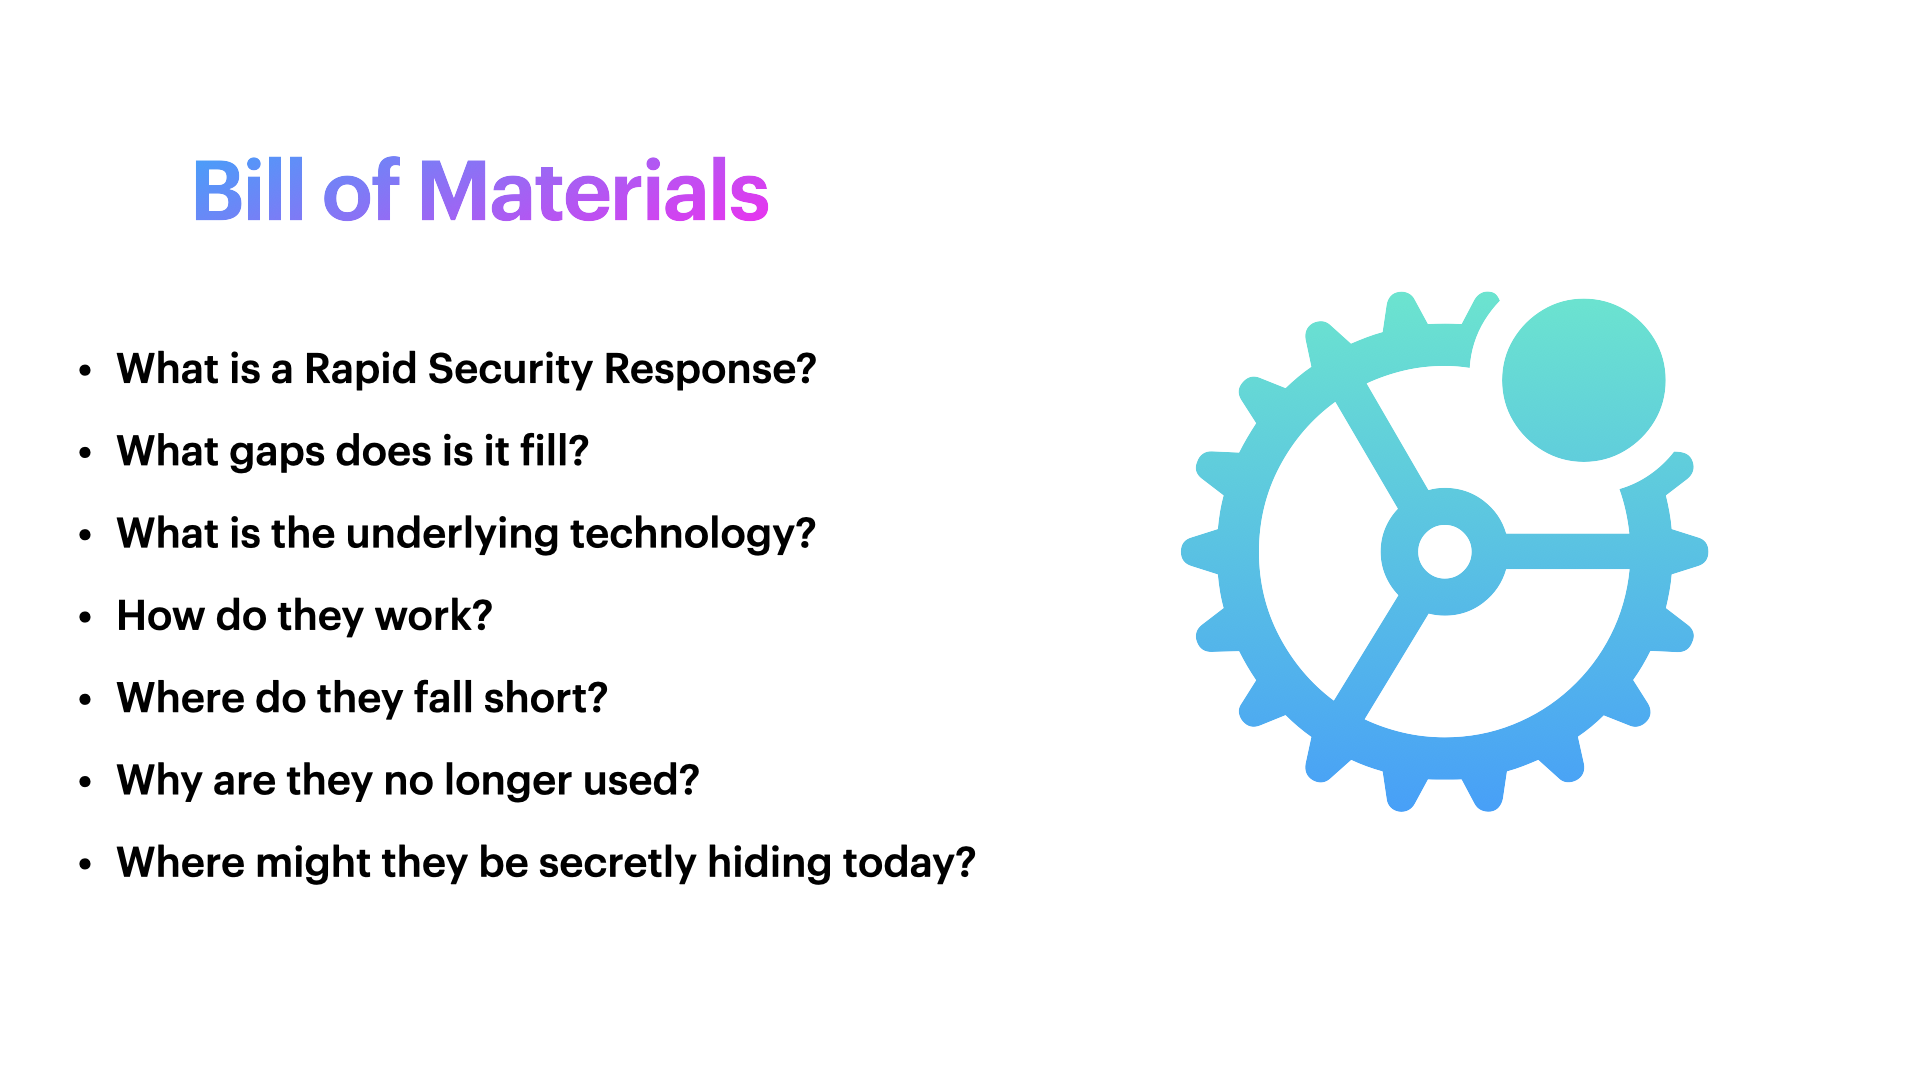 Bill of Materials
• What is a Rapid Security Response?
• What gaps does is it fill?
• What is the underlying technology?
• How do they work?
• Where do they fall short?
• Why are they no longer used?
• Where might they be secretly hiding today?